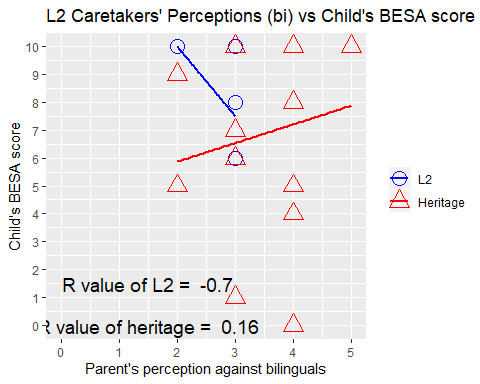 L2 Caretakers' Perceptions (bi) vs Child's BESA score
10
9
8
7
6
5
4
3
2
1
0
Child's BESA score
R value of L2 = -0.7
R value of heritage = 0.16
L2
Heritage
0
1
2
3
4
5
Parent's perception against bilinguals